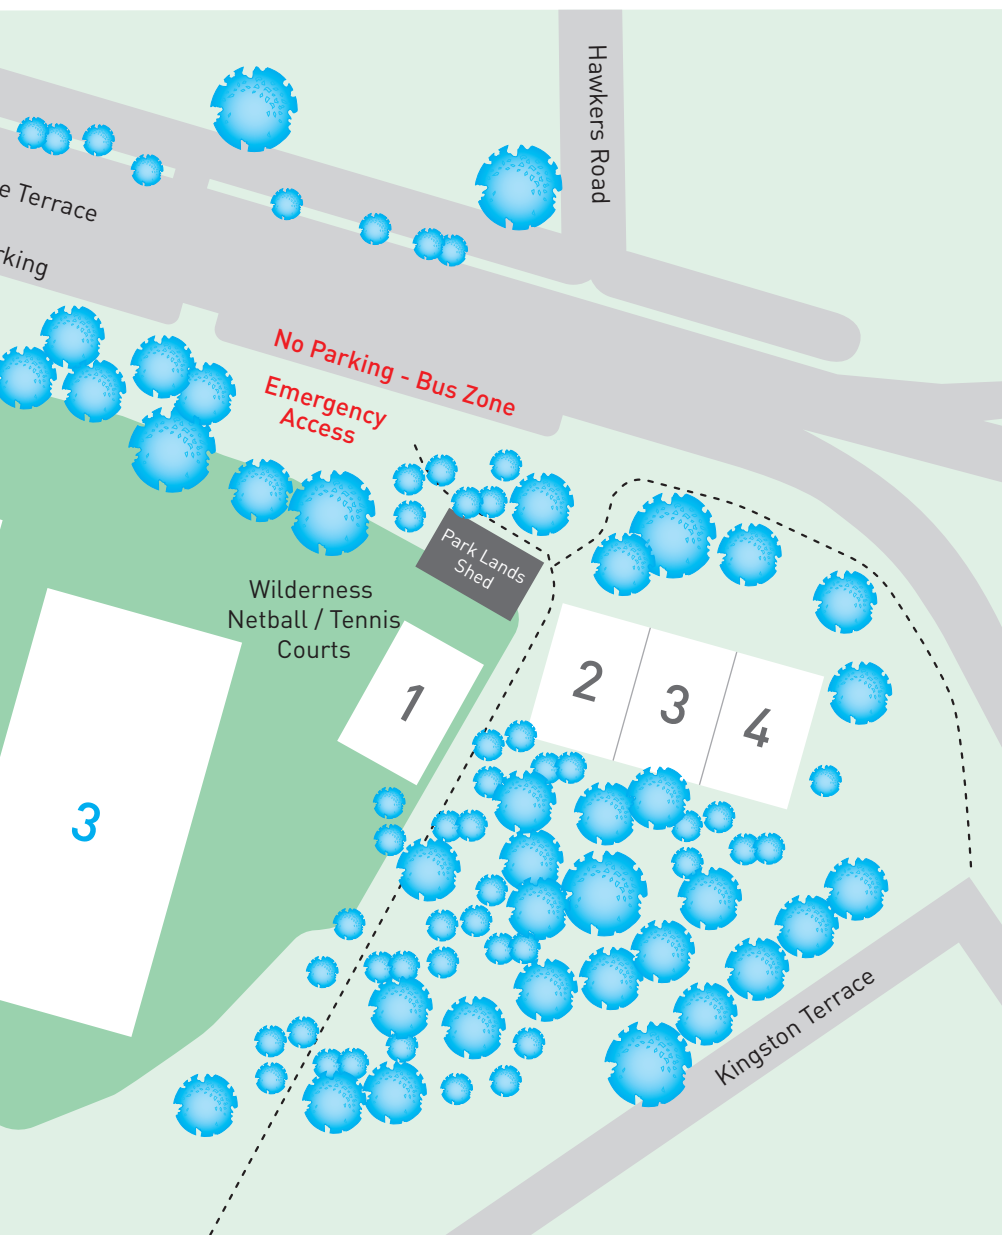 Hawkers Road
e Terrace
rking
No Parking - Bus Zone
Emergency
Access
Park Lands
Shed
Wilderness
Netball / Tennis
Courts
1
2
3
4
3
Kingston Terrace